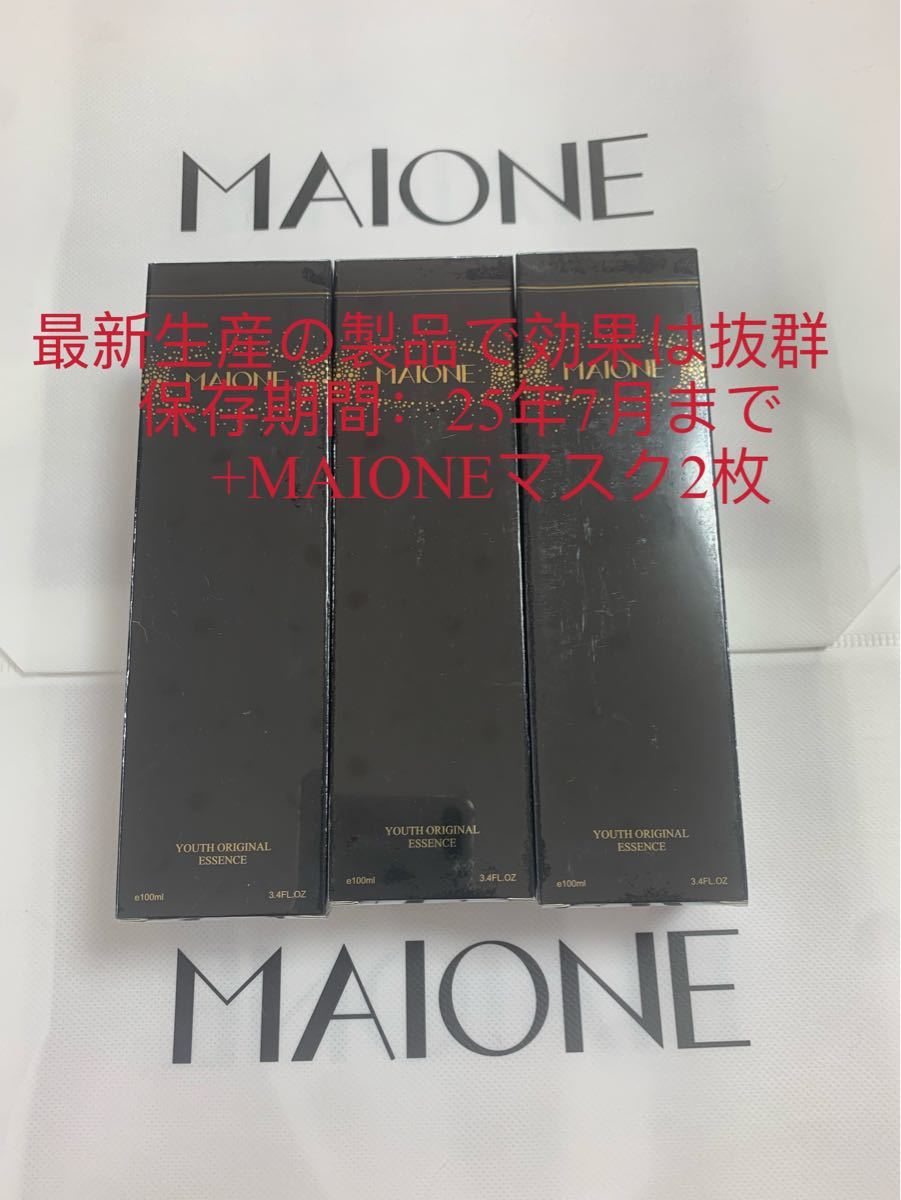 MAIONE
最新生産の製品で効果は抜群
MAIONE MAIONE MAIONE
保存期間：25年7月まで
+MAIONEマスク2枚
YOUTH ORIGINAL
ESSENCE
e100ml 3.4FL.OZ
YOUTH ORIGINAL
ESSENCE
e100ml 3.4FL.OZ
YOUTH ORIGINAL
ESSENCE
e100ml 3.4FL.OZ
MAIONE